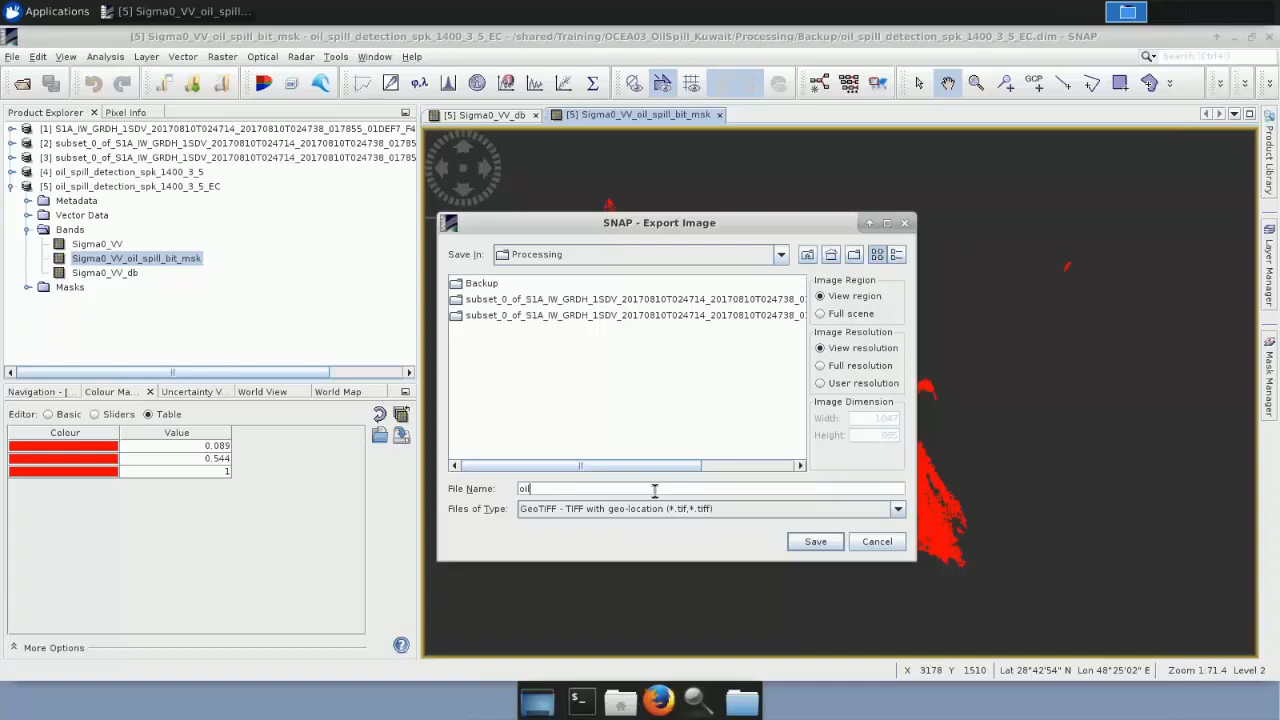 Applications
[5] Sigma0_VV_oil_spill...
[5] Sigma0_VV_oil_spill_bit_msk - oil_spill_detection_spk_1400_3_5_EC - /shared/Training/OCEA03_OilSpill_Kuwait/Processing/Backup/oil_spill_detection_spk_1400_3_5_EC.dim - SNAP
File Edit View Analysis Layer Vector Raster Optical Radar Tools Window Help
Search (Ctrl+I)
GCP
Product Explorer Pixel Info
[5] Sigma0_VV_db [5] Sigma0_VV_oil_spill_bit_msk
[1] S1A_IW_GRDH_1SDV_20170810T024714_20170810T024738_017855_01DEF7_F4
[2] subset_0_of_S1A_IW_GRDH_1SDV_20170810T024714_20170810T024738_01785
[3] subset_0_of_S1A_IW_GRDH_1SDV_20170810T024714_20170810T024738_01785
[4] oil_spill_detection_spk_1400_3_5
[5] oil_spill_detection_spk_1400_3_5_EC
Metadata
Vector Data
Bands
Sigma0_VV
Sigma0_VV_oil_spill_bit_msk
Sigma0_VV_db
Masks
Navigation - [... Colour Ma... Uncertainty V... World View World Map
Editor: Basic Sliders Table
Colour Value
0.089
0.544
1
More Options
SNAP - Export Image
Save In: Processing
Backup
subset_0_of_S1A_IW_GRDH_1SDV_20170810T024714_20170810T024738_0
subset_0_of_S1A_IW_GRDH_1SDV_20170810T024714_20170810T024738_0
Image Region
View region
Full scene
Image Resolution
View resolution
Full resolution
User resolution
Image Dimension
Width: 1047
Height:
File Name: oil
Files of Type: GeoTIFF - TIFF with geo-location (*.tif,*.tiff)
Save Cancel
Product Library
Layer Manager
Mask Manager
X 3178 Y 1510 Lat 28°42'54" N Lon 48°25'02" E Zoom 1:71.4 Level 2